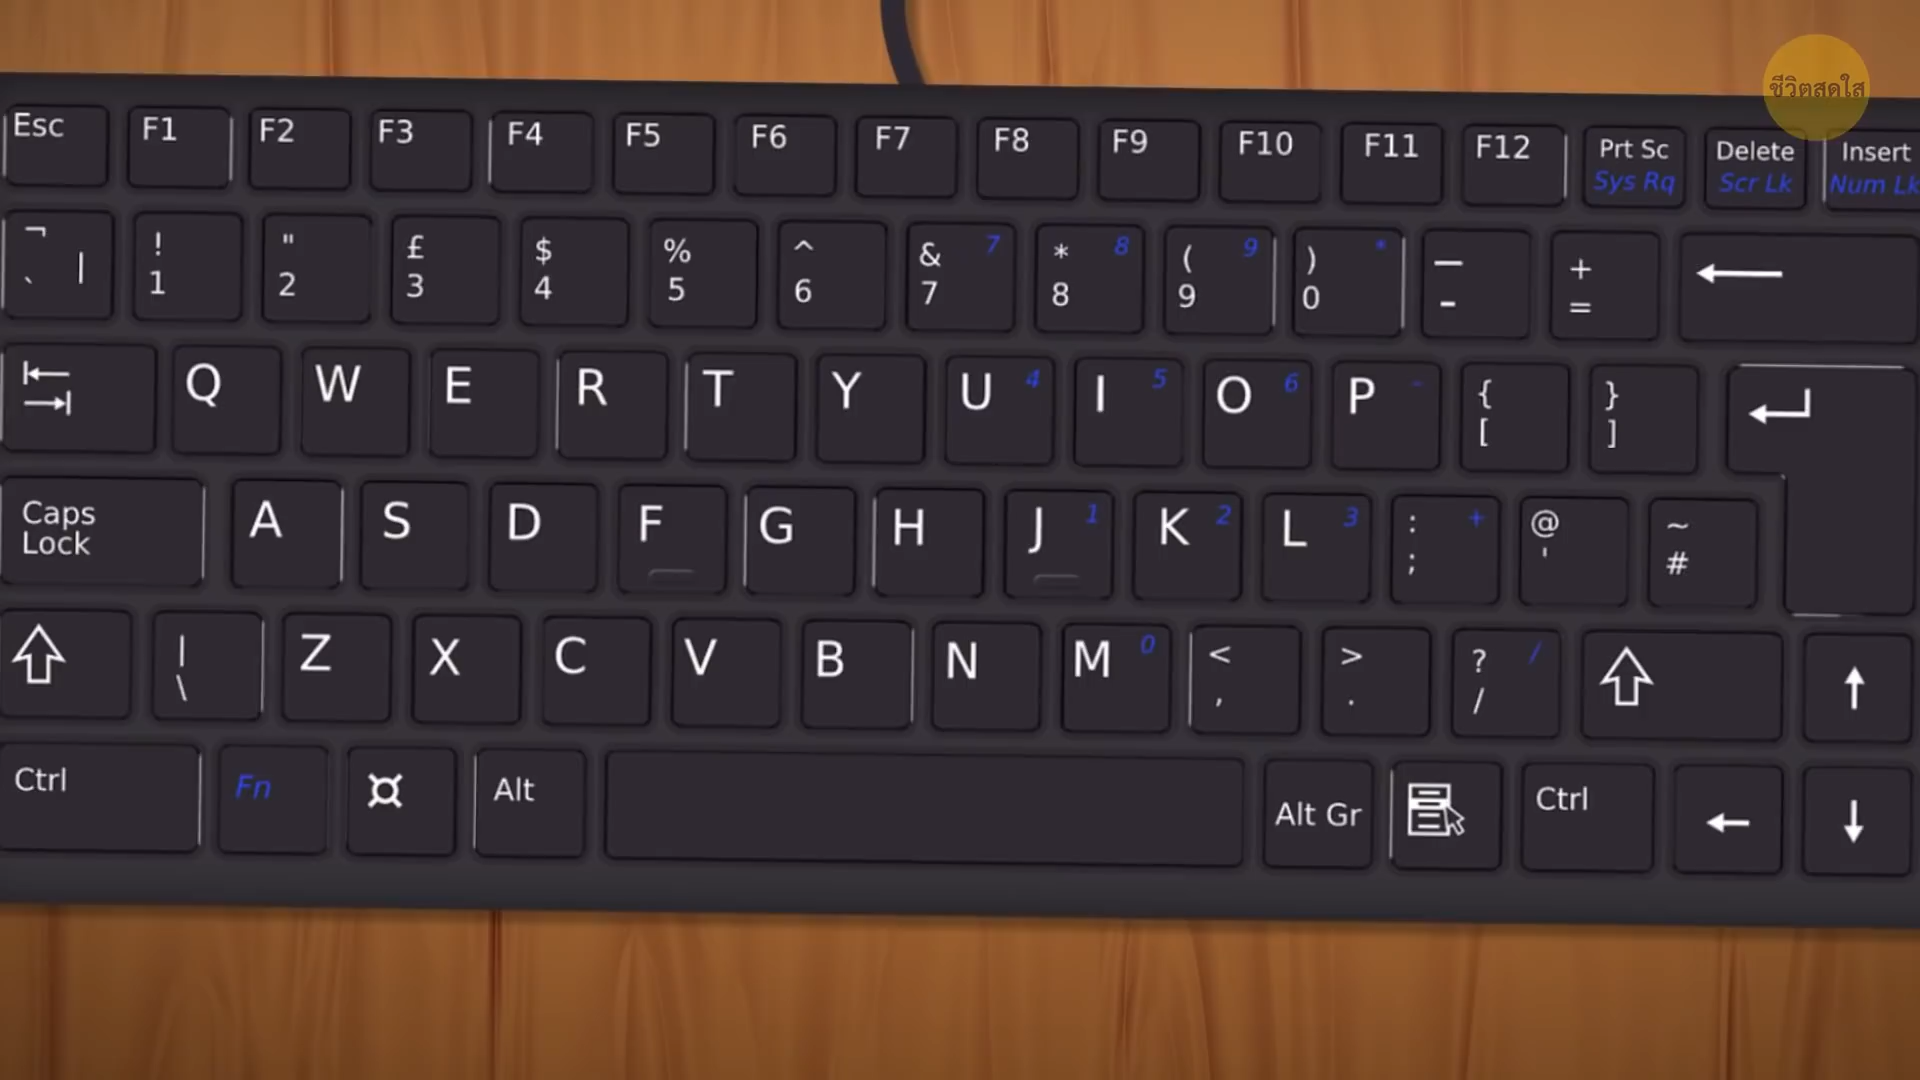 ชีวิตสดใส
Esc F1 F2 F3 F4 F5 F6 F7 F8 F9 F10 F11 F12 Prt Sc Delete Insert
Sys Rq Scr Lk Num Lk
¬ ! " £ $ % ^ & 7 * 8 ( 9 ) * _ +
` | 1 2 3 4 5 6 7 8 9 0 - =
Q W E R T Y U 4 I 5 O 6 P - { }
[ ]
Caps A S D F G H J 1 K 2 L 3 : + @ ~
Lock ; ' #
| Z X C V B N M 0 < > ? /
\ , . /
Ctrl Fn ¤ Alt Alt Gr Ctrl